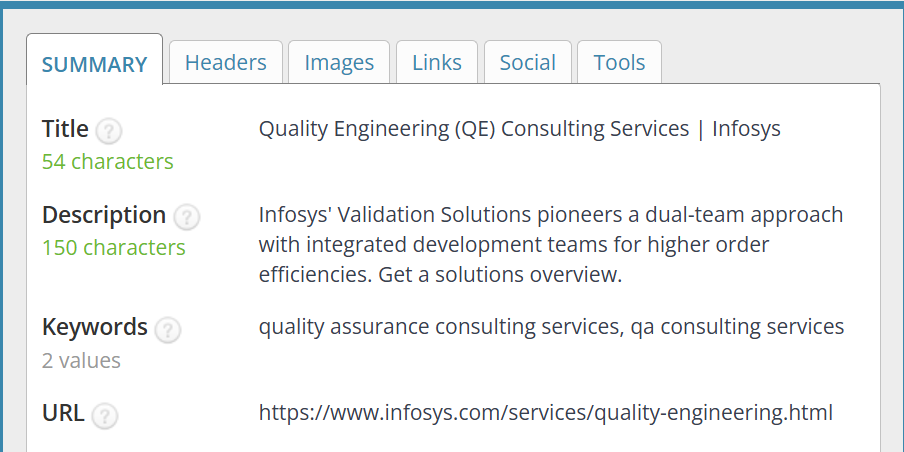 SUMMARY Headers Images Links Social Tools
Title ? Quality Engineering (QE) Consulting Services | Infosys
54 characters
Description ? Infosys' Validation Solutions pioneers a dual-team approach
150 characters with integrated development teams for higher order
efficiencies. Get a solutions overview.
Keywords ? quality assurance consulting services, qa consulting services
2 values
URL ? https://www.infosys.com/services/quality-engineering.html